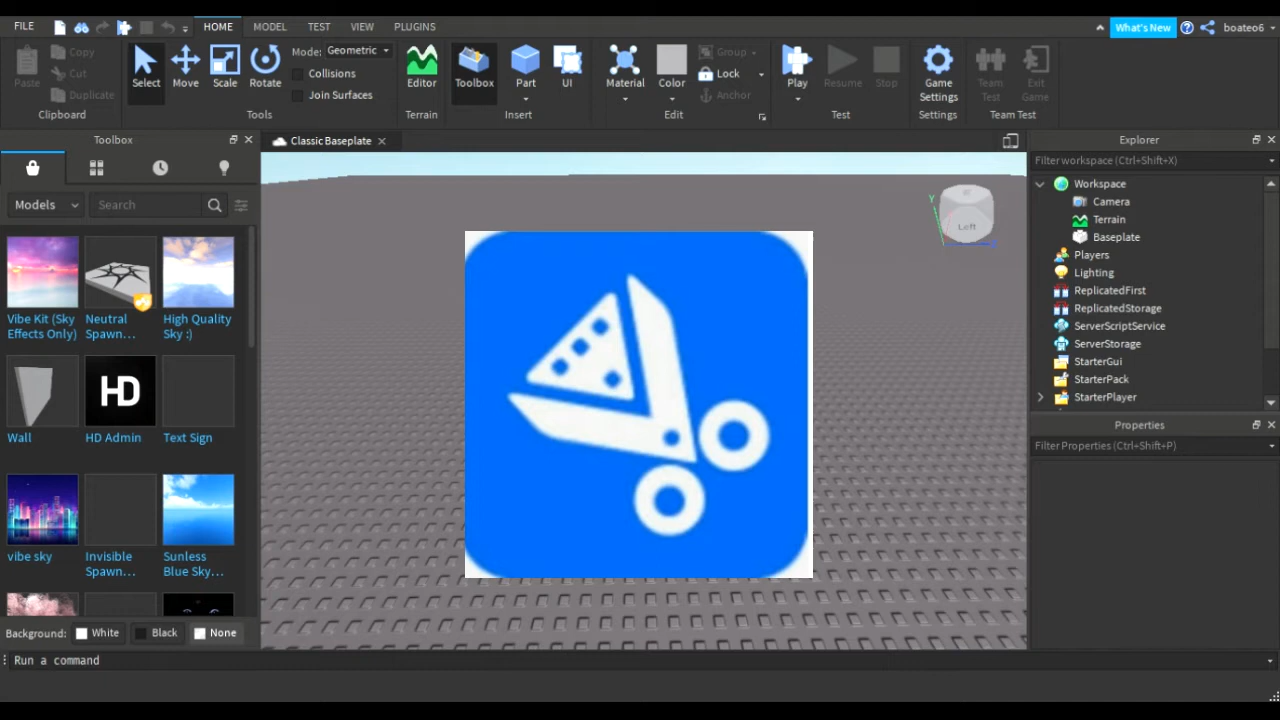 FILE HOME MODEL TEST VIEW PLUGINS What's New boateo6
Paste Copy Cut Duplicate Clipboard
Select Move Scale Rotate Mode: Geometric Collisions Join Surfaces Tools
Editor Terrain
Toolbox Part UI Insert
Material Color Group Lock Anchor Edit
Play Resume Stop Test
Game Settings Settings
Team Test Exit Game Team Test
Toolbox
Models Search
Vibe Kit (Sky Effects Only)
Neutral Spawn...
High Quality Sky :)
Wall
HD
HD Admin
Text Sign
vibe sky
Invisible Spawn...
Sunless Blue Sky...
Background: White Black None
Run a command
Classic Baseplate
Y
Left
Explorer
Filter workspace (Ctrl+Shift+X)
Workspace
Camera
Terrain
Baseplate
Players
Lighting
ReplicatedFirst
ReplicatedStorage
ServerScriptService
ServerStorage
StarterGui
StarterPack
StarterPlayer
Properties
Filter Properties (Ctrl+Shift+P)